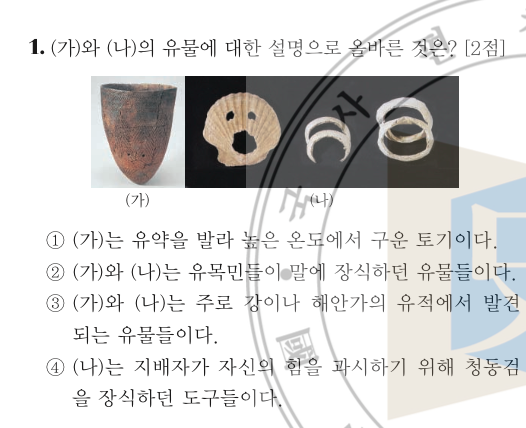 1. (가)와 (나)의 유물에 대한 설명으로 올바른 것은? [2점]
(가) (나)
① (가)는 유약을 발라 높은 온도에서 구운 토기이다.
② (가)와 (나)는 유목민들이 말에 장식하던 유물들이다.
③ (가)와 (나)는 주로 강이나 해안가의 유적에서 발견
되는 유물들이다.
④ (나)는 지배자가 자신의 힘을 과시하기 위해 청동검
을 장식하던 도구들이다.